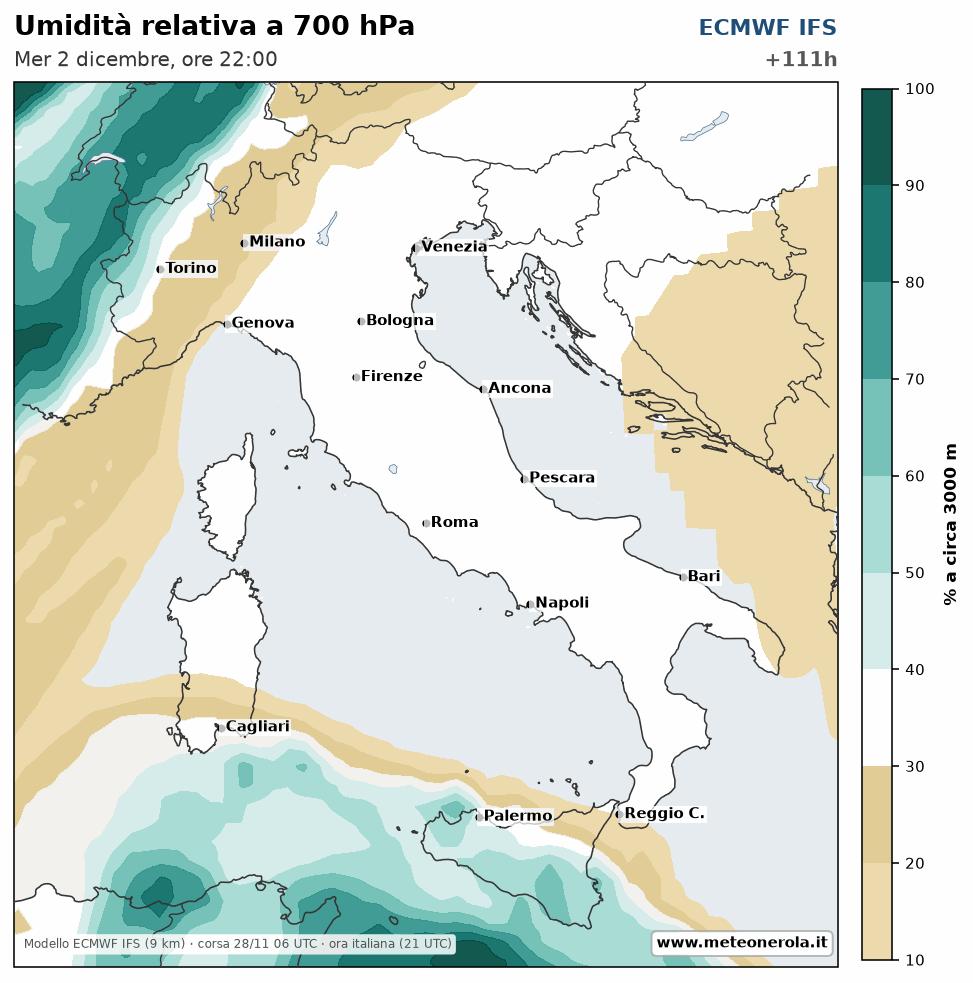 Umidità relativa a 700 hPa
ECMWF IFS
Mer 2 dicembre, ore 22:00
+111h
Milano
Venezia
Torino
Genova
Bologna
Firenze
Ancona
Pescara
Roma
Bari
Napoli
Cagliari
Palermo
Reggio C.
Modello ECMWF IFS (9 km) · corsa 28/11 06 UTC · ora italiana (21 UTC)
www.meteonerola.it
100
90
80
70
60
50
40
30
20
10
% a circa 3000 m